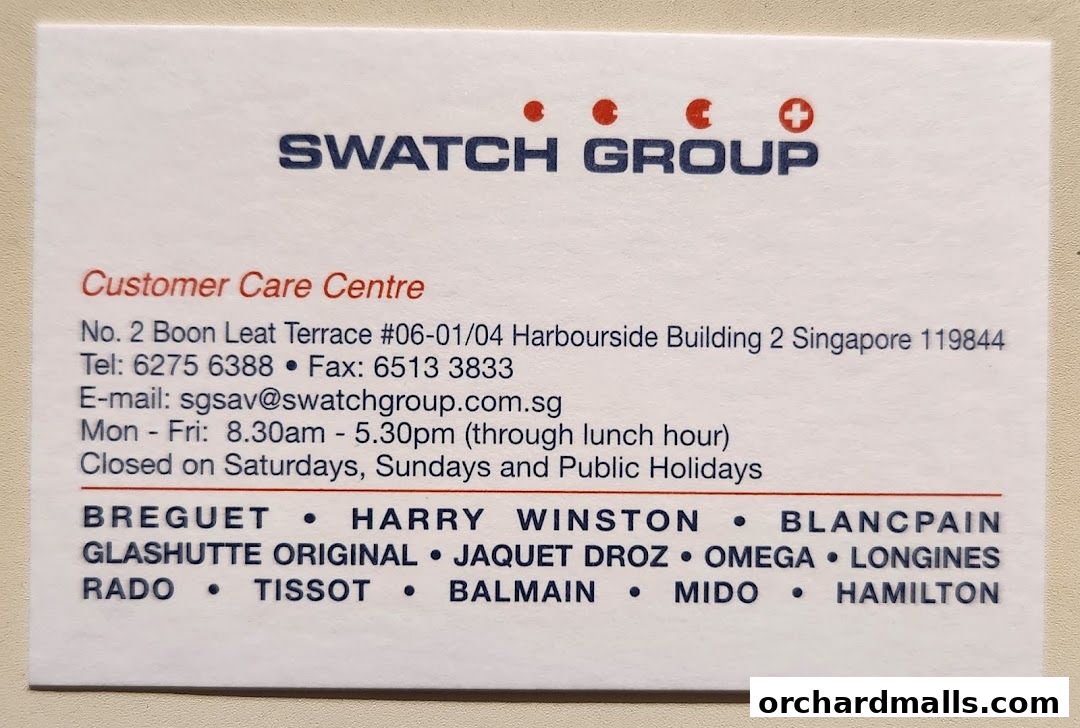 SWATCH GROUP
Customer Care Centre
No. 2 Boon Leat Terrace #06-01/04 Harbourside Building 2 Singapore 119844
Tel: 6275 6388 • Fax: 6513 3833
E-mail: sgsav@swatchgroup.com.sg
Mon - Fri: 8.30am - 5.30pm (through lunch hour)
Closed on Saturdays, Sundays and Public Holidays
BREGUET • HARRY WINSTON • BLANCPAIN
GLASHUTTE ORIGINAL • JAQUET DROZ • OMEGA • LONGINES
RADO • TISSOT • BALMAIN • MIDO • HAMILTON
orchardmalls.com